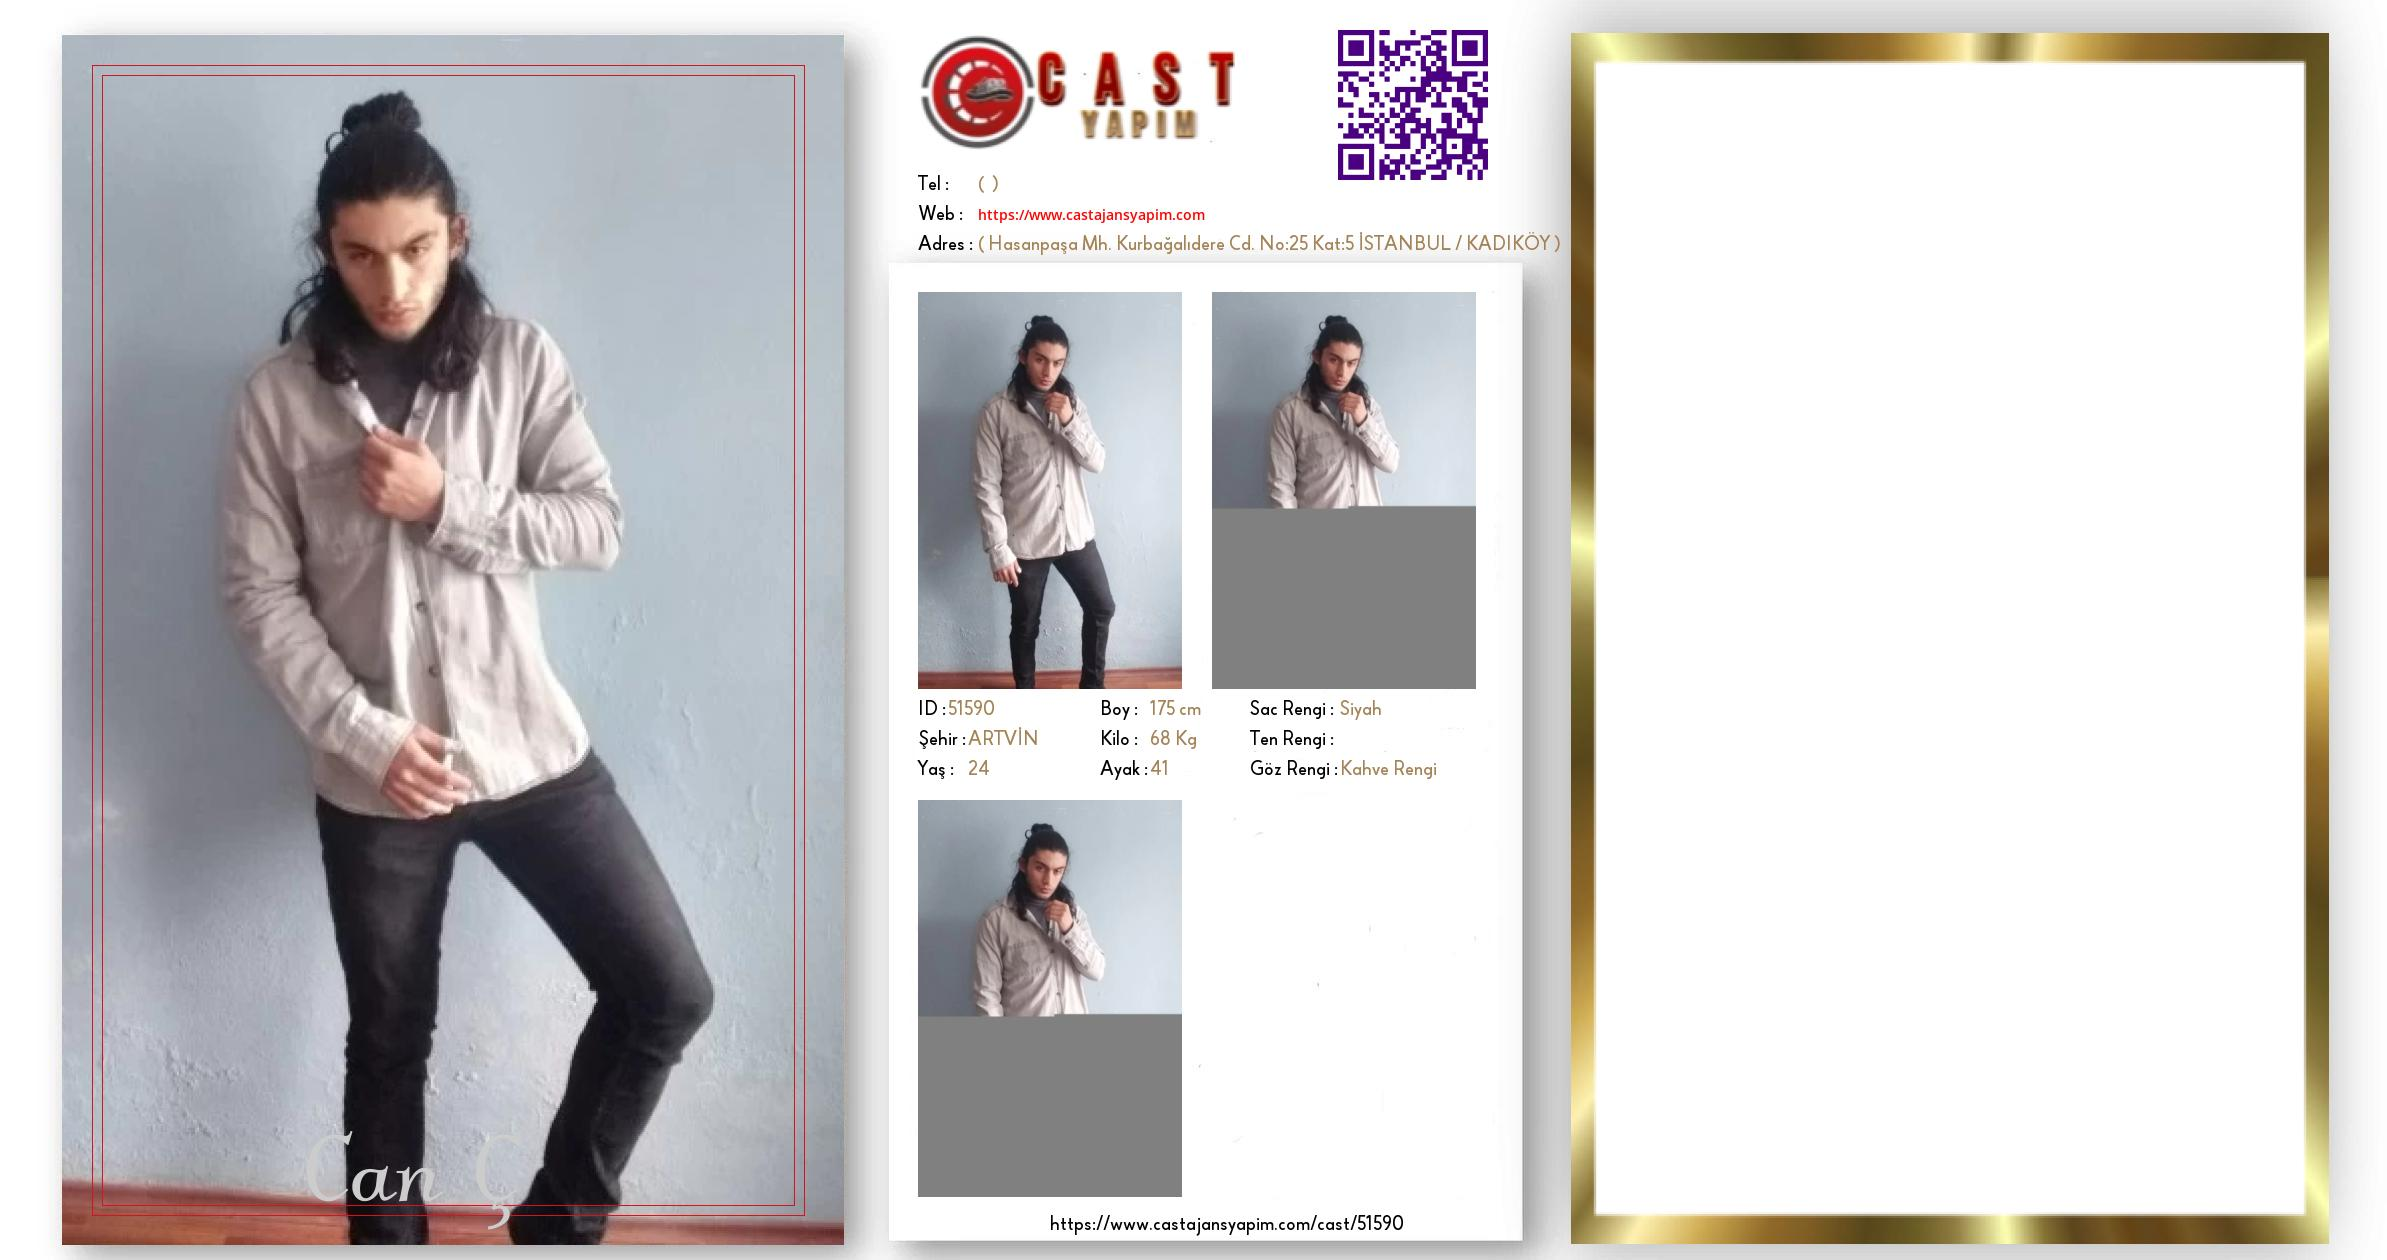 Can Ç
CAST
YAPIM
Tel : ( )
Web : https://www.castajansyapim.com
Adres : ( Hasanpaşa Mh. Kurbağalıdere Cd. No:25 Kat:5 İSTANBUL / KADIKÖY )
ID : 51590 Boy : 175 cm Sac Rengi : Siyah
Şehir : ARTVİN Kilo : 68 Kg Ten Rengi :
Yaş : 24 Ayak : 41 Göz Rengi : Kahve Rengi
https://www.castajansyapim.com/cast/51590